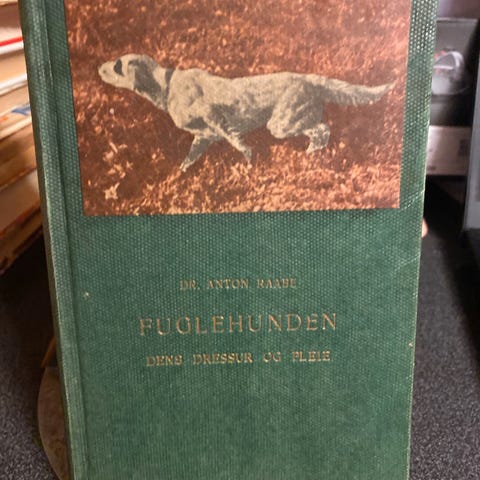 DR. ANTON RAABE
FUGLEHUNDEN
DENS DRESSUR OG PLEIE